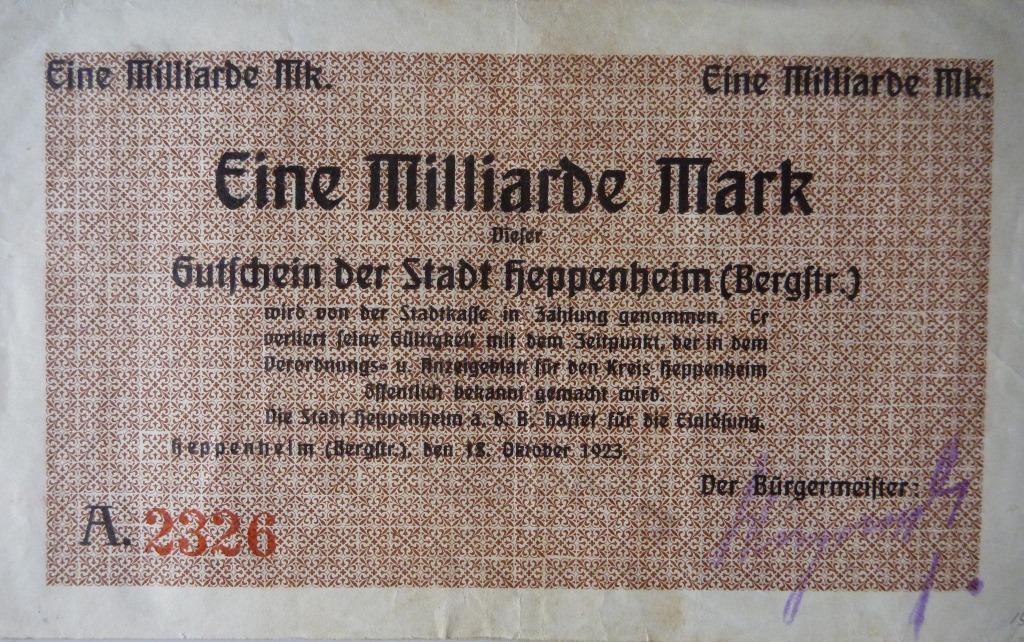 Eine Milliarde Mk. Eine Milliarde Mk.
Eine Milliarde Mark
Dieser
Gutschein der Stadt Heppenheim (Bergstr.)
wird von der Stadtkasse in Zahlung genommen. Er
verliert seine Gültigkeit mit dem Zeitpunkt, der in dem
Verordnungs- u. Anzeigeblatt für den Kreis Heppenheim
öffentlich bekannt gemacht wird.
Die Stadt Heppenheim a. d. B. haftet für die Einlösung.
Heppenheim (Bergstr.), den 18. Oktober 1923.
Der Bürgermeister:
A. 2326